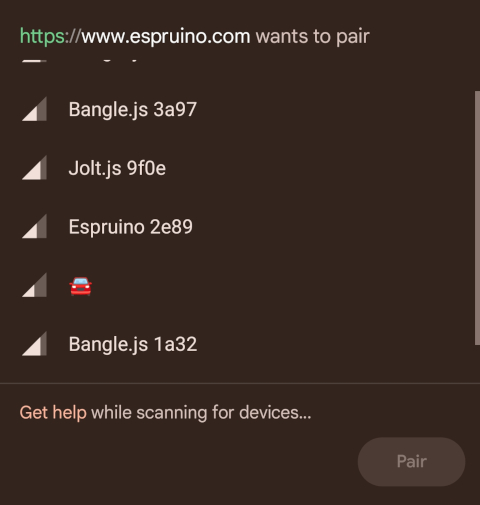 https://www.espruino.com wants to pair
Bangle.js 3a97
Jolt.js 9f0e
Espruino 2e89
🚘
Bangle.js 1a32
Get help while scanning for devices...
Pair